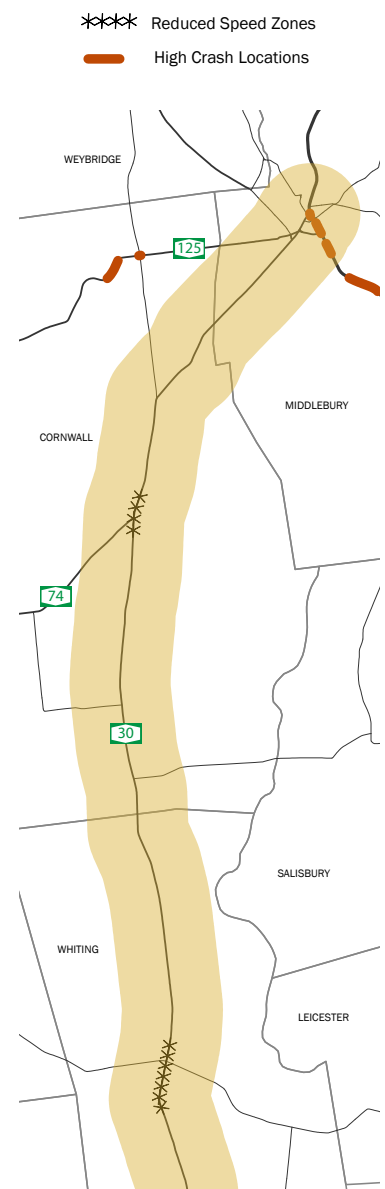 Reduced Speed Zones
High Crash Locations
WEYBRIDGE
125
MIDDLEBURY
CORNWALL
74
30
SALISBURY
WHITING
LEICESTER